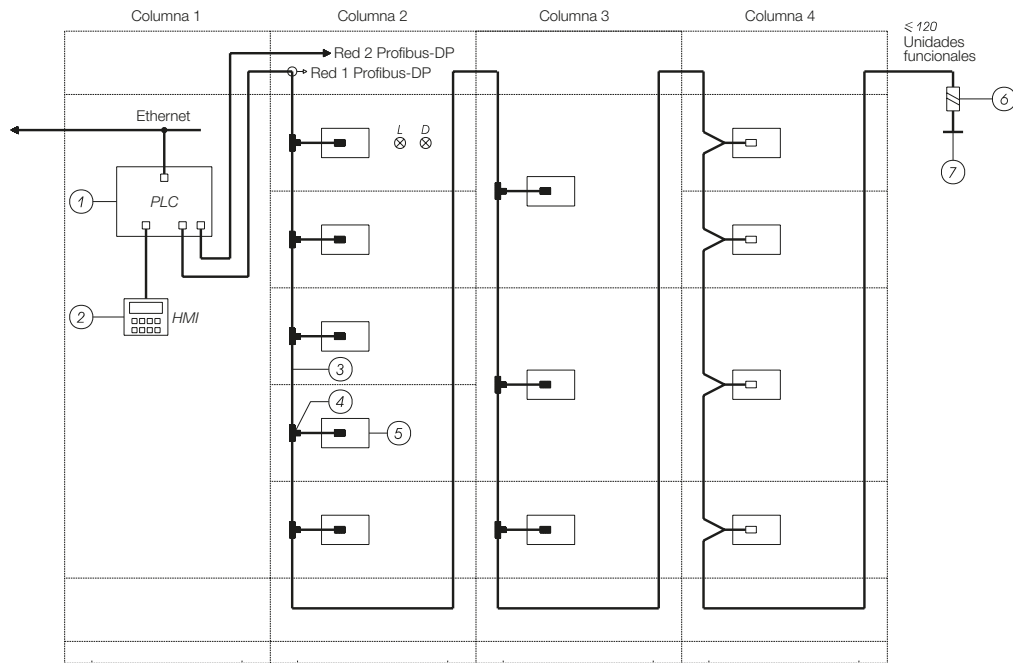 Columna 1
Columna 2
Columna 3
Columna 4
≤ 120
Unidades
funcionales
Red 2 Profibus-DP
Red 1 Profibus-DP
Ethernet
L
D
PLC
HMI
1
2
3
4
5
6
7